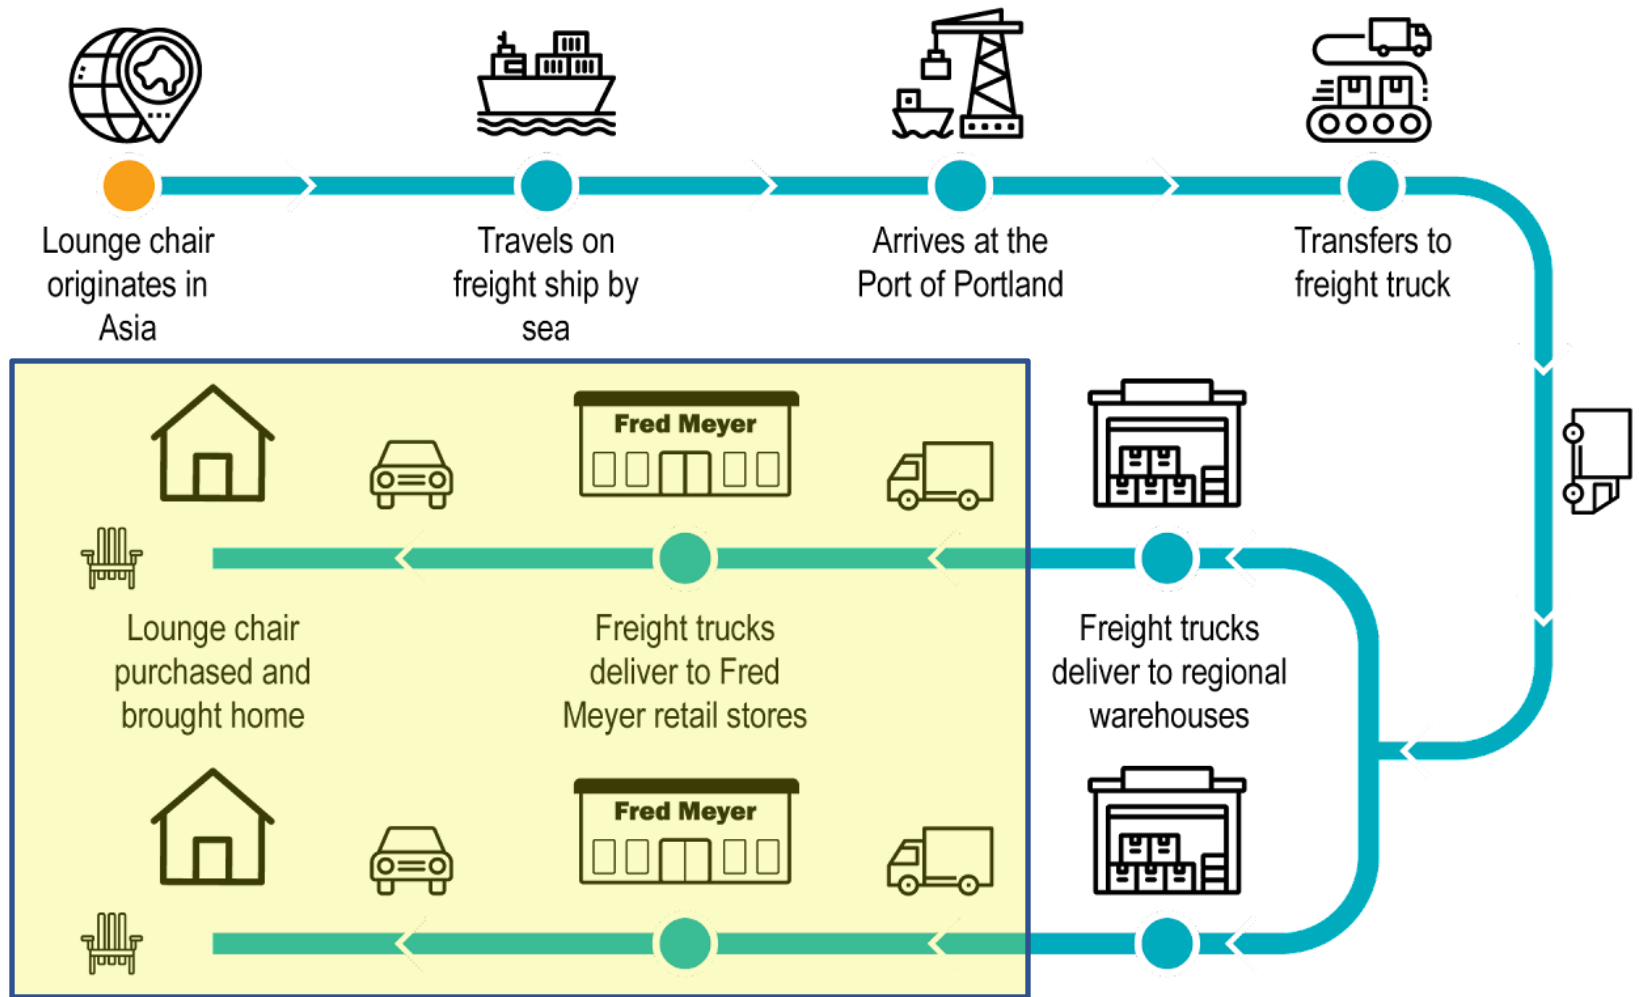 Lounge chair
originates in
Asia
Travels on
freight ship by
sea
Arrives at the
Port of Portland
Transfers to
freight truck
Fred Meyer
Lounge chair
purchased and
brought home
Freight trucks
deliver to Fred
Meyer retail stores
Freight trucks
deliver to regional
warehouses
Fred Meyer